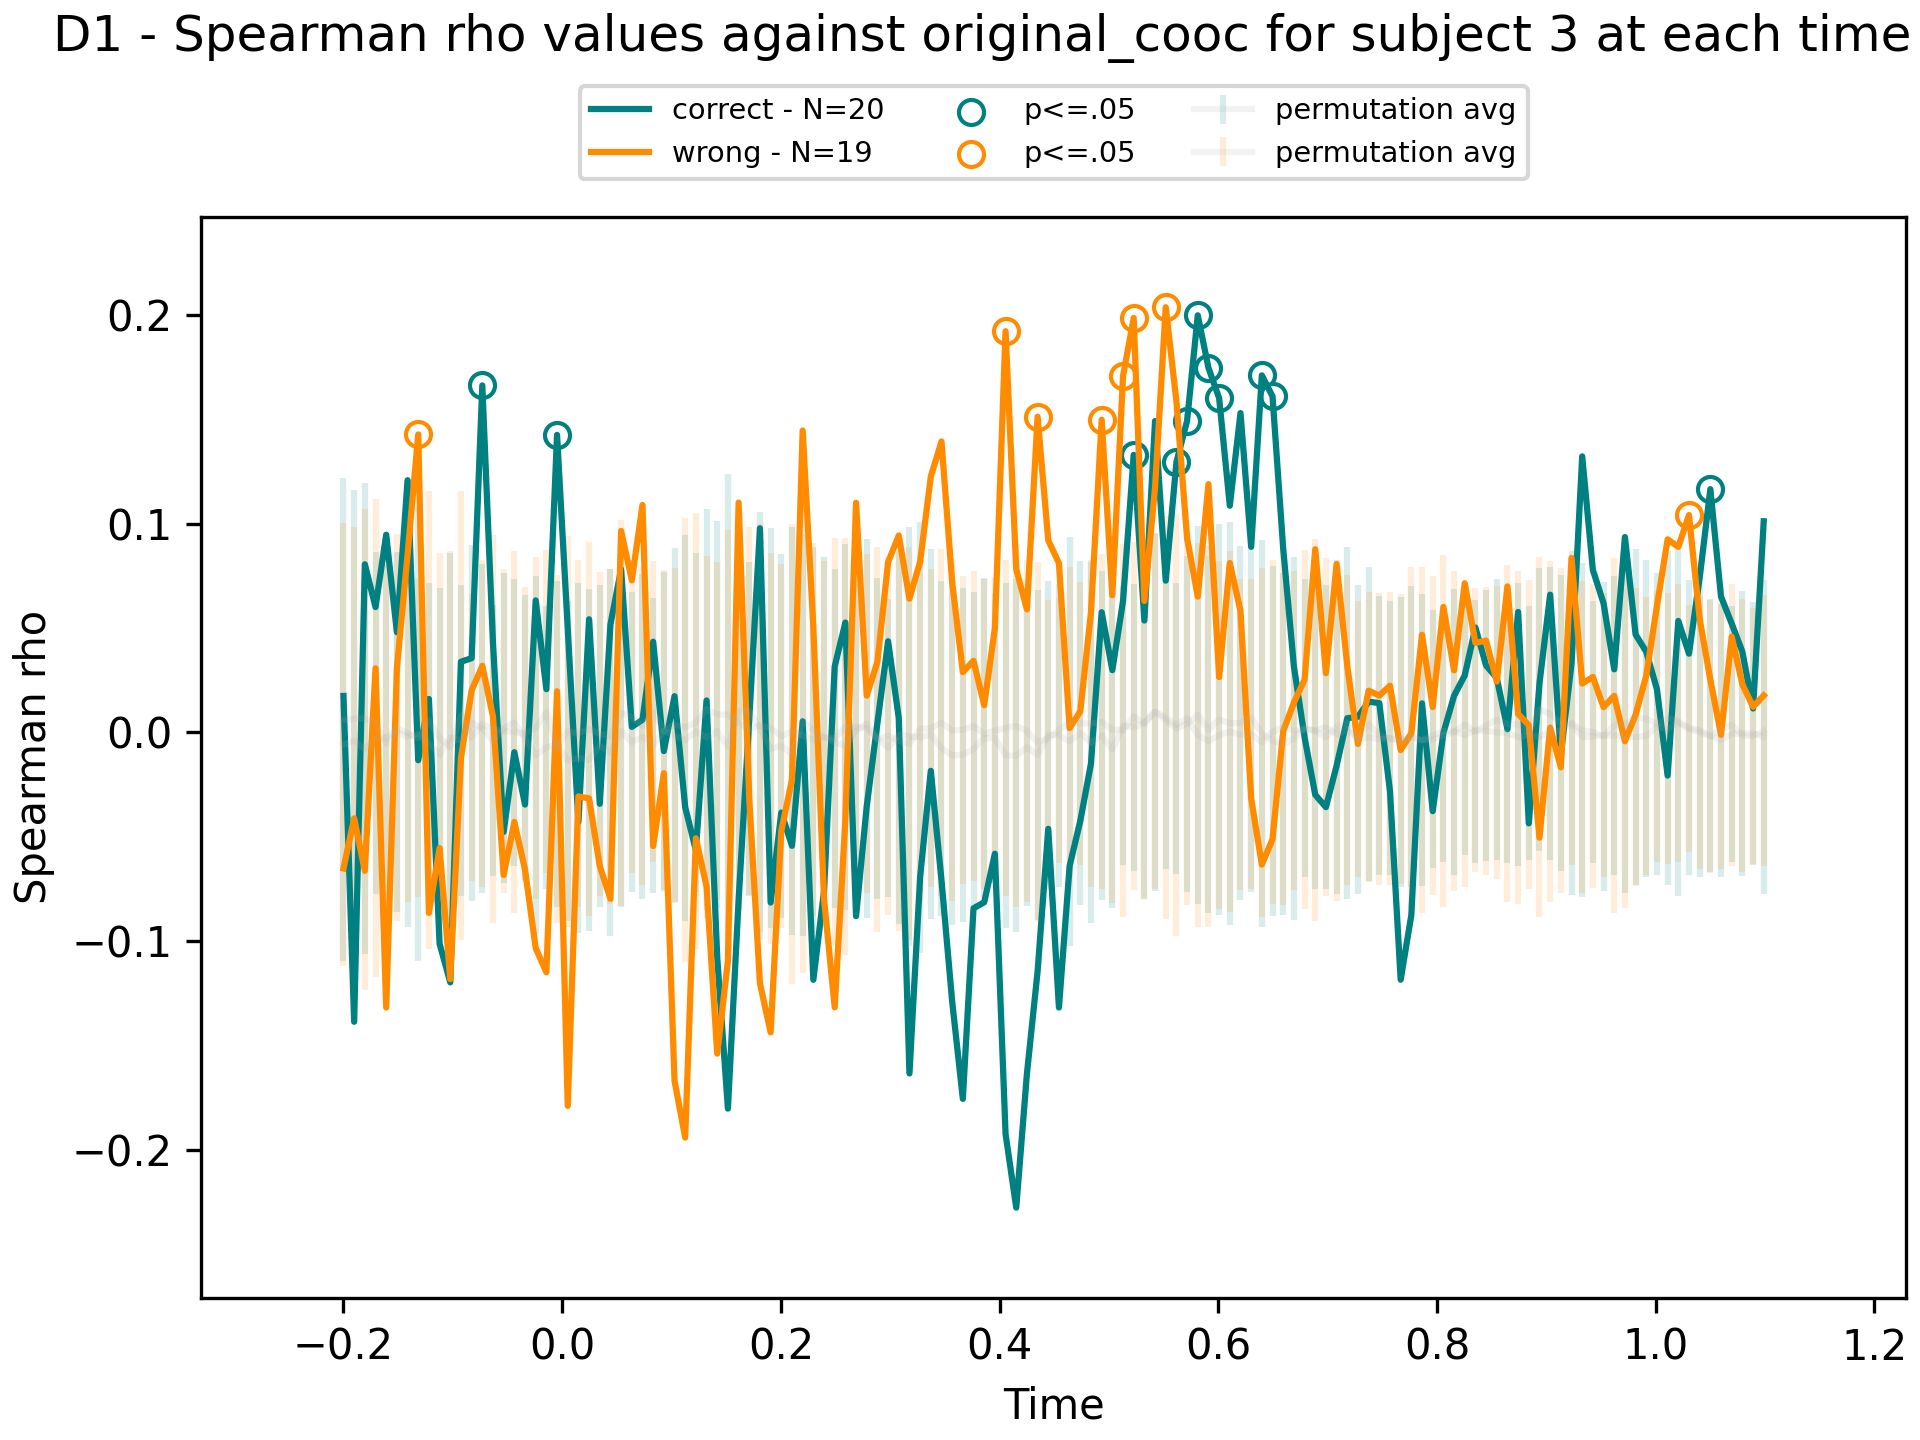 D1 - Spearman rho values against original_cooc for subject 3 at each time
correct - N=20
wrong - N=19
p<=.05
p<=.05
permutation avg
permutation avg
Spearman rho
0.2
0.1
0.0
−0.1
−0.2
−0.2
0.0
0.2
0.4
0.6
0.8
1.0
1.2
Time